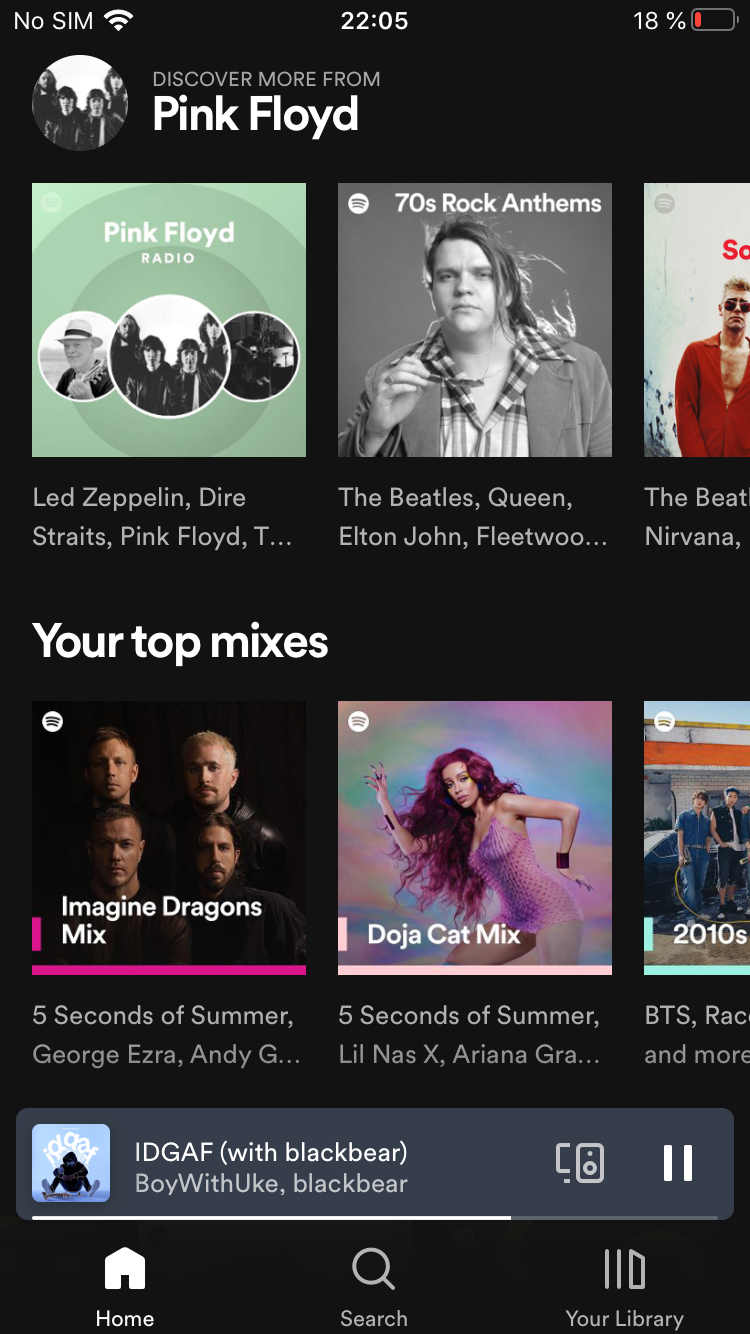 No SIM 22:05 18 %
DISCOVER MORE FROM
Pink Floyd
Pink Floyd
RADIO
70s Rock Anthems
So
Led Zeppelin, Dire
Straits, Pink Floyd, T...
The Beatles, Queen,
Elton John, Fleetwoo...
The Beatl
Nirvana,
Your top mixes
Imagine Dragons
Mix
Doja Cat Mix
2010s
5 Seconds of Summer,
George Ezra, Andy G...
5 Seconds of Summer,
Lil Nas X, Ariana Gra...
BTS, Rac
and more
idgaf
IDGAF (with blackbear)
BoyWithUke, blackbear
Home
Search
Your Library